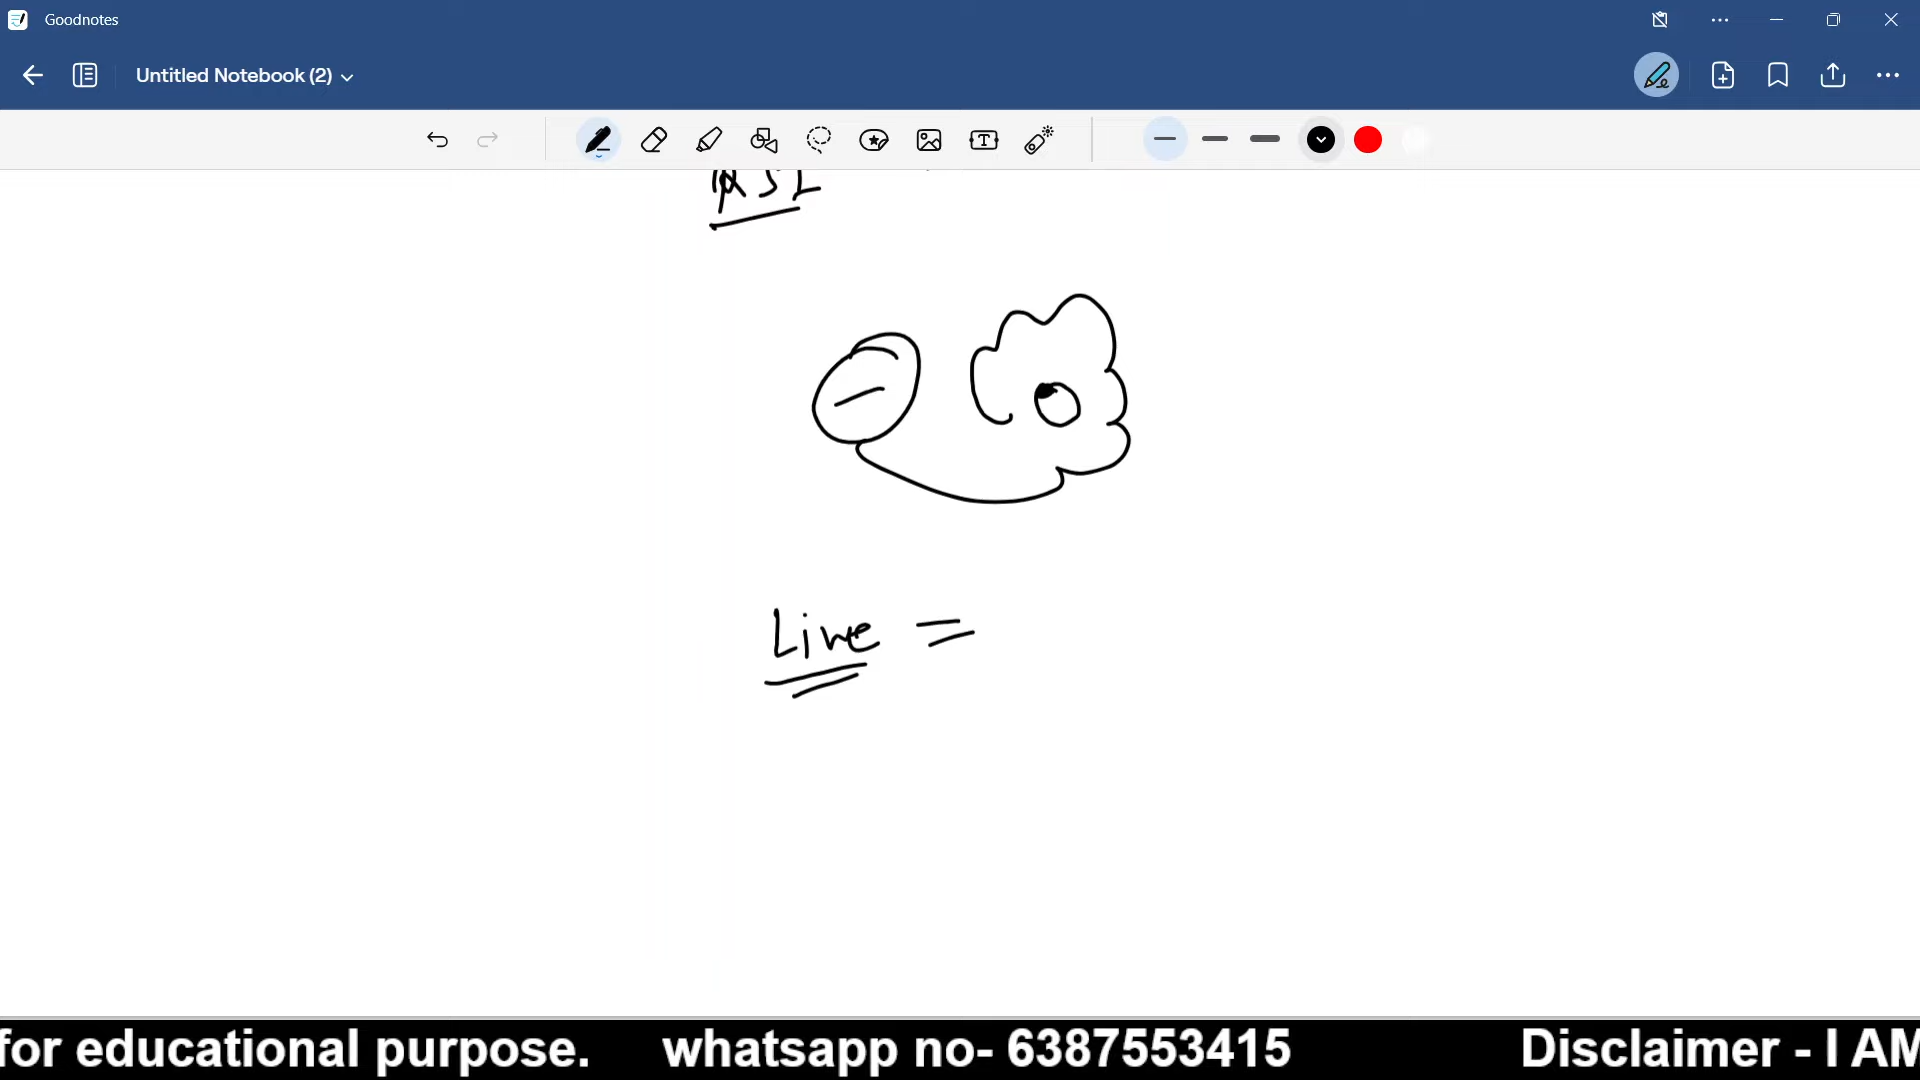 Goodnotes
Untitled Notebook (2)
Live =
for educational purpose. whatsapp no- 6387553415 Disclaimer - I AM